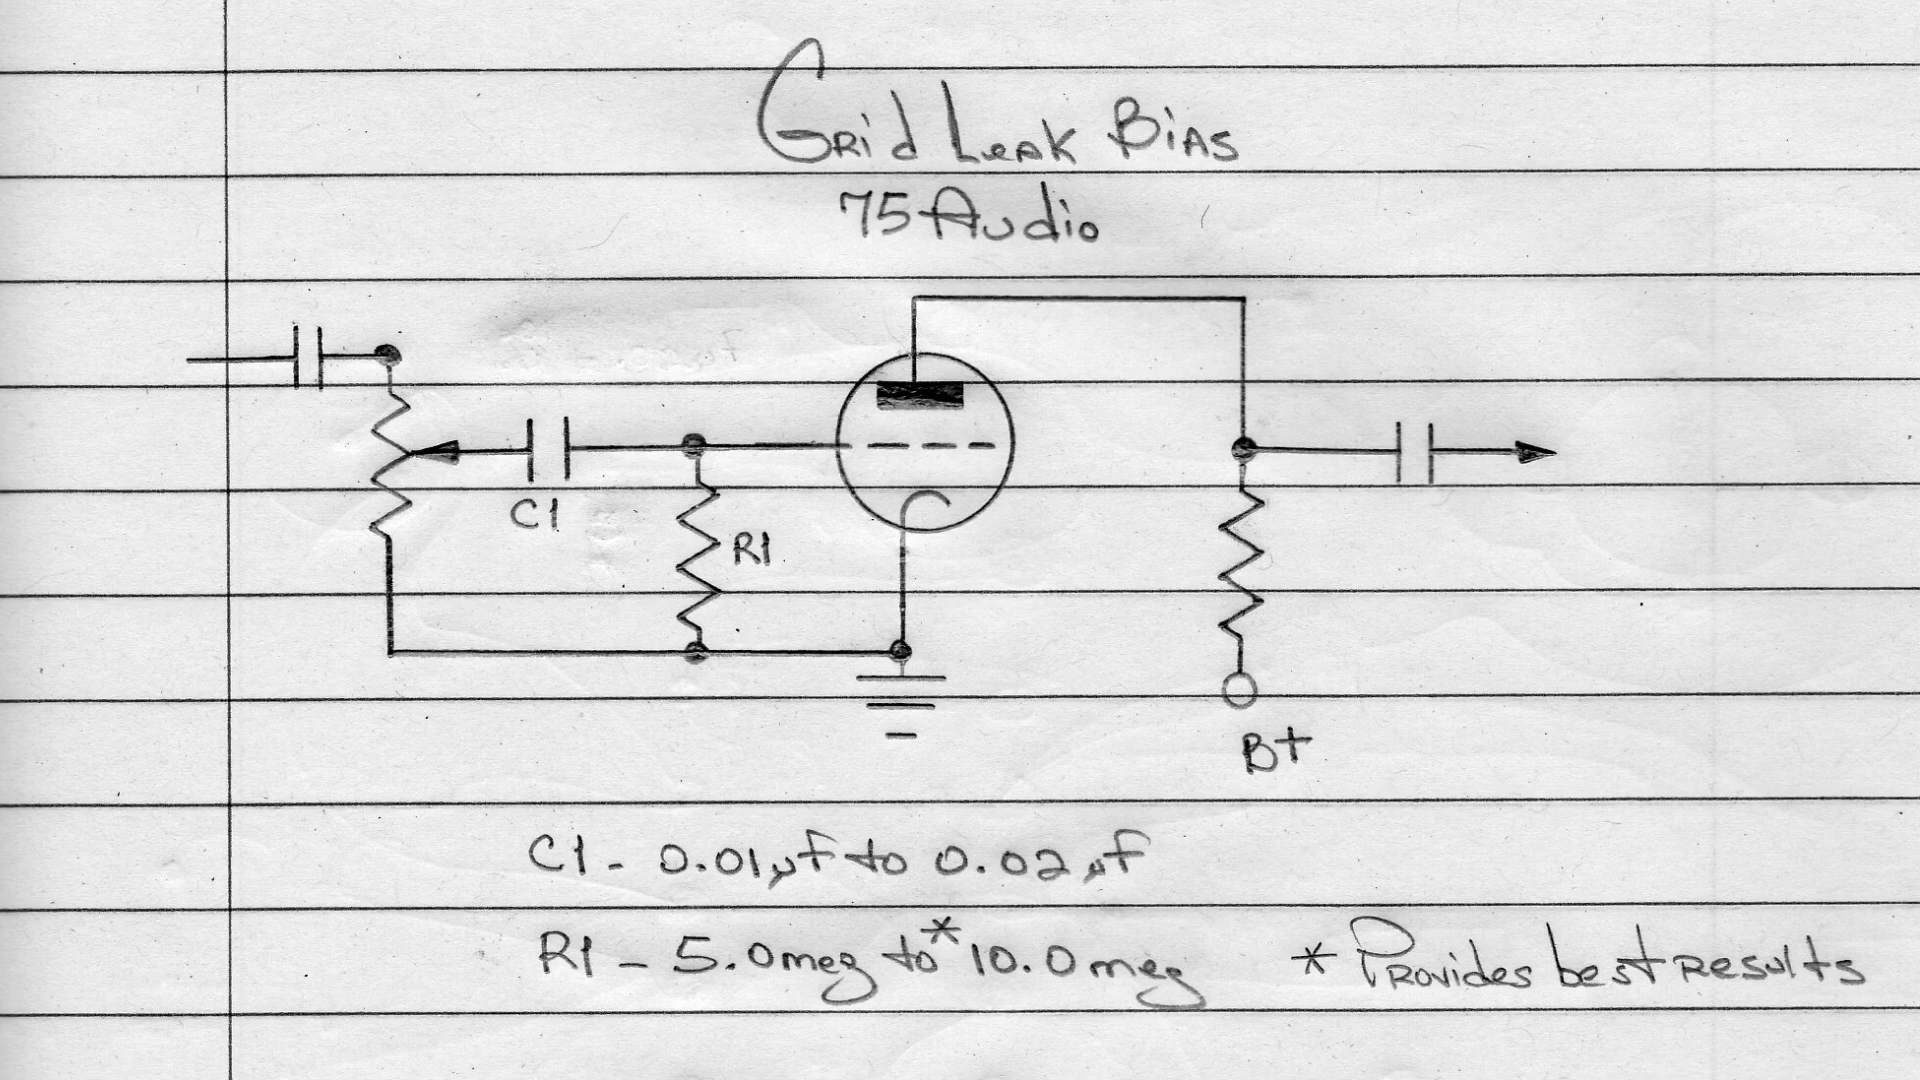 Grid Leak Bias
75 Audio
C1
R1
B+
C1 - 0.01µf to 0.02µf
R1 - 5.0meg to *10.0meg * Provides best results